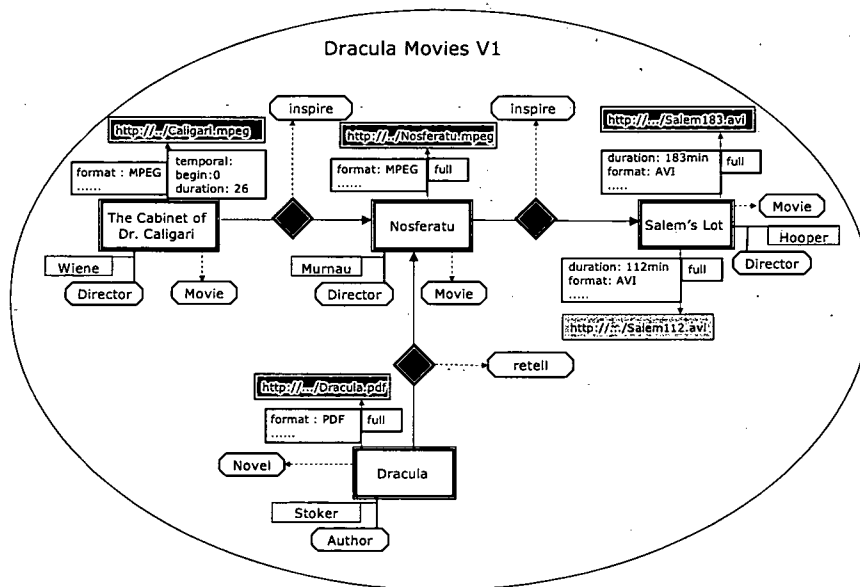 Dracula Movies V1
inspire
inspire
http://../Caligari.mpeg
http://../Nosferatu.mpeg
http://.../Salem183.avi
format : MPEG
......
temporal:
begin:0
duration: 26
format: MPEG
......
full
duration: 183min
format: AVI
.....
full
The Cabinet of
Dr. Caligari
Nosferatu
Salem's Lot
Movie
Wiene
Director
Movie
Murnau
Director
Movie
Hooper
Director
duration: 112min
format: AVI
.....
full
http://.../Salem112.avi
retell
http://.../Dracula.pdf
format : PDF
......
full
Novel
Dracula
Stoker
Author